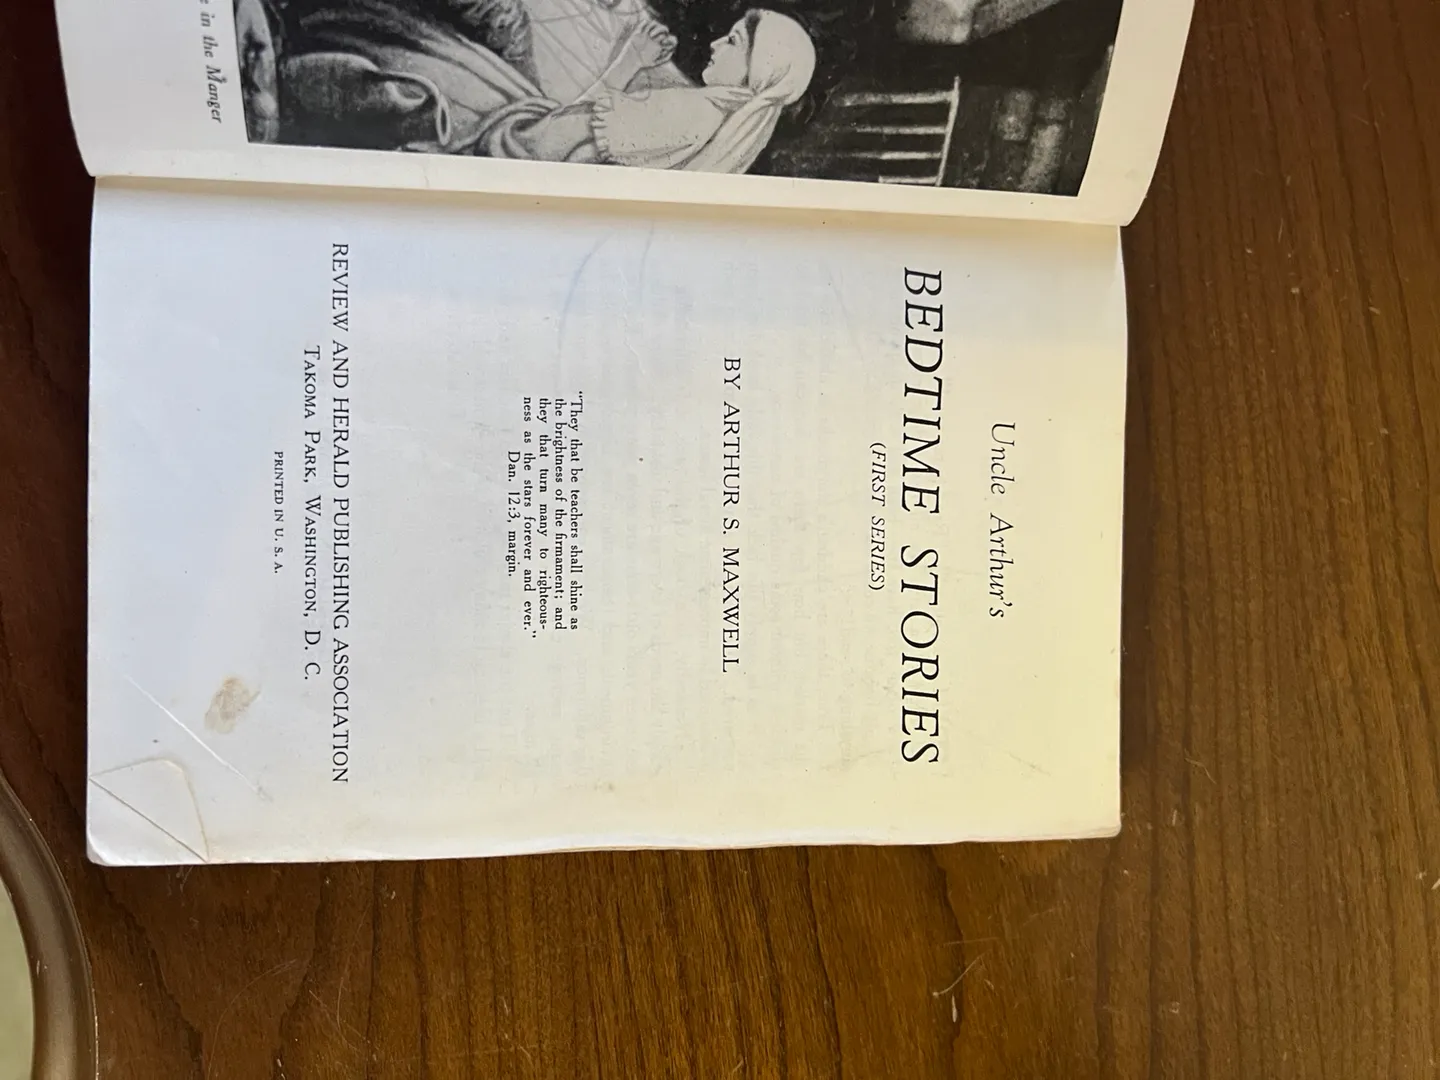 e in the Manger
Uncle Arthur's
BEDTIME STORIES
(FIRST SERIES)
BY ARTHUR S. MAXWELL
"They that be teachers shall shine as
the brightness of the firmament; and
they that turn many to righteous-
ness as the stars forever and ever."
Dan. 12:3, margin.
REVIEW AND HERALD PUBLISHING ASSOCIATION
TAKOMA PARK, WASHINGTON, D. C.
PRINTED IN U. S. A.